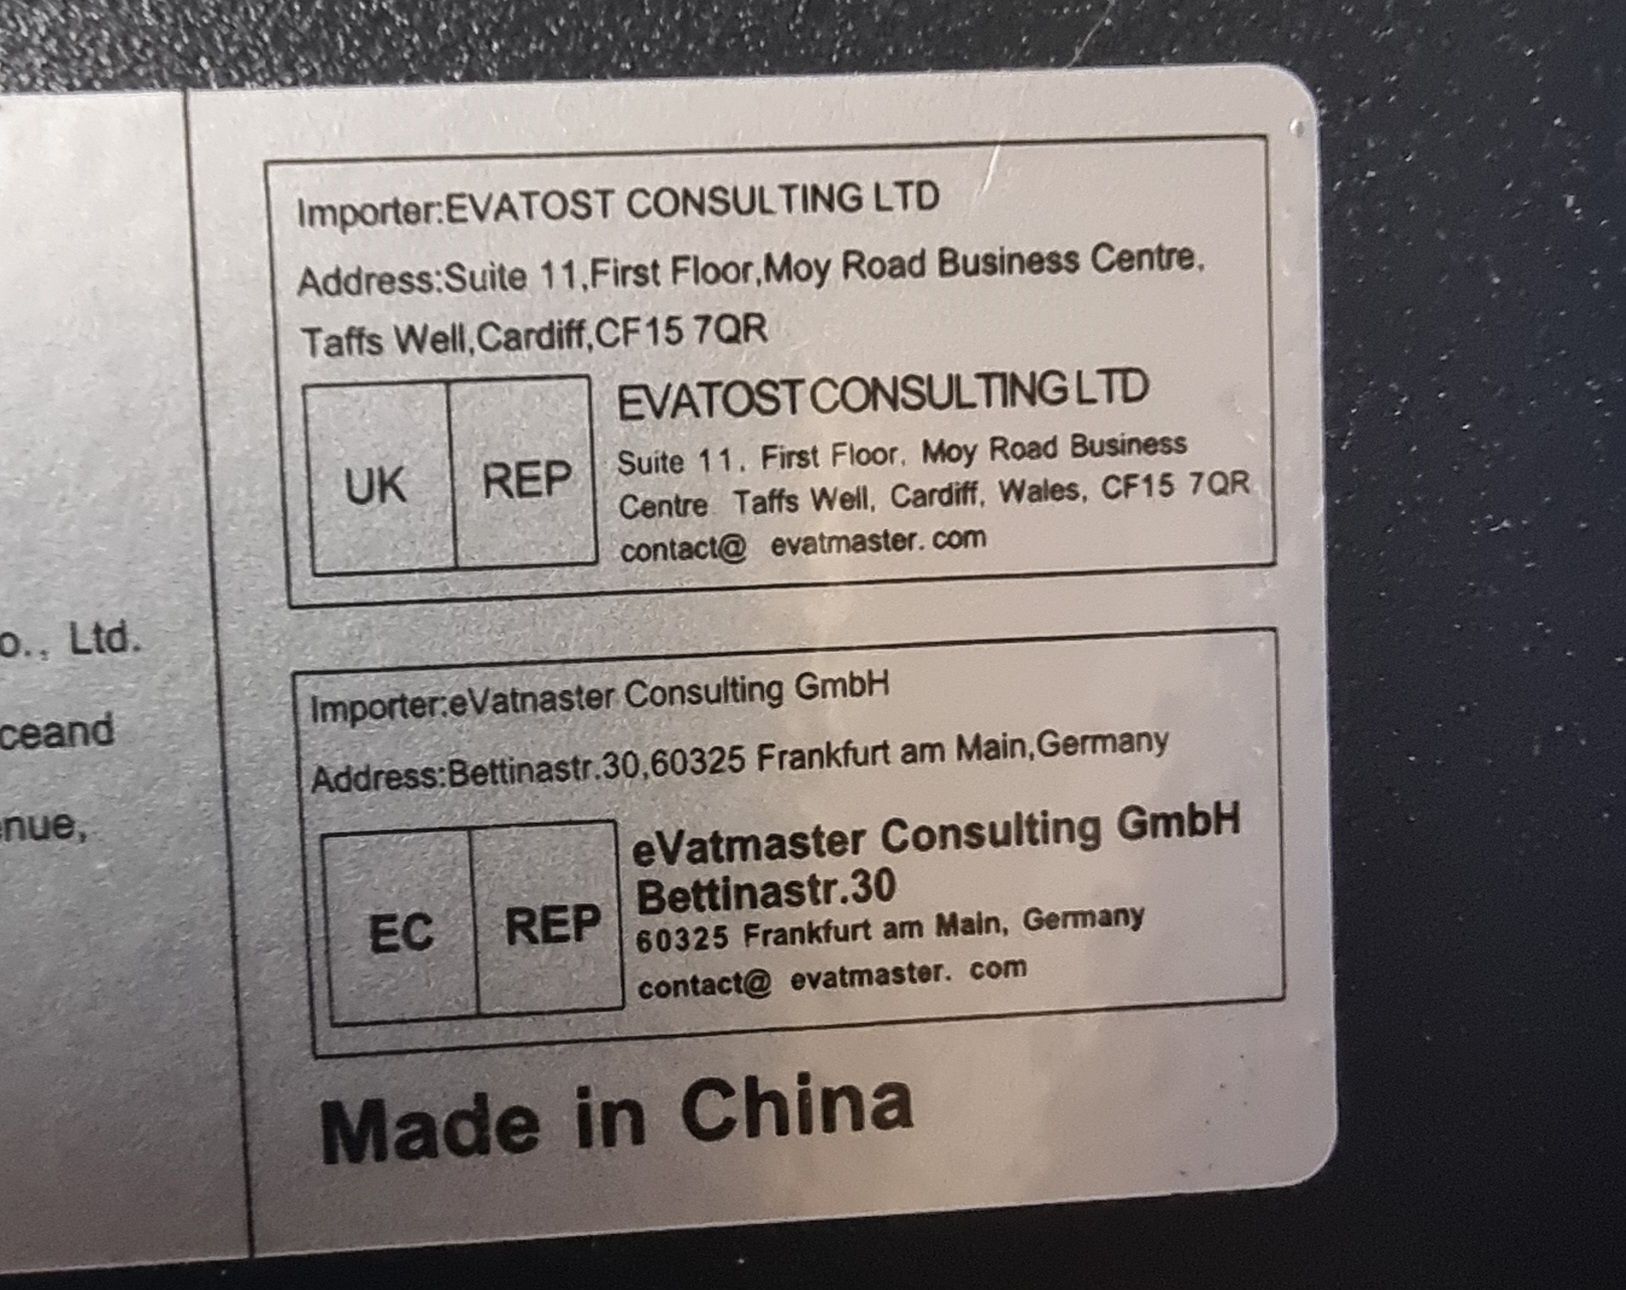 Importer:EVATOST CONSULTING LTD
Address:Suite 11,First Floor,Moy Road Business Centre,
Taffs Well,Cardiff,CF15 7QR
UK REP
EVATOST CONSULTING LTD
Suite 11, First Floor, Moy Road Business
Centre Taffs Well, Cardiff, Wales, CF15 7QR
contact@ evatmaster. com
o., Ltd.
ceand
nue,
Importer:eVatnaster Consulting GmbH
Address:Bettinastr.30,60325 Frankfurt am Main,Germany
EC REP
eVatmaster Consulting GmbH
Bettinastr.30
60325 Frankfurt am Main, Germany
contact@ evatmaster. com
Made in China